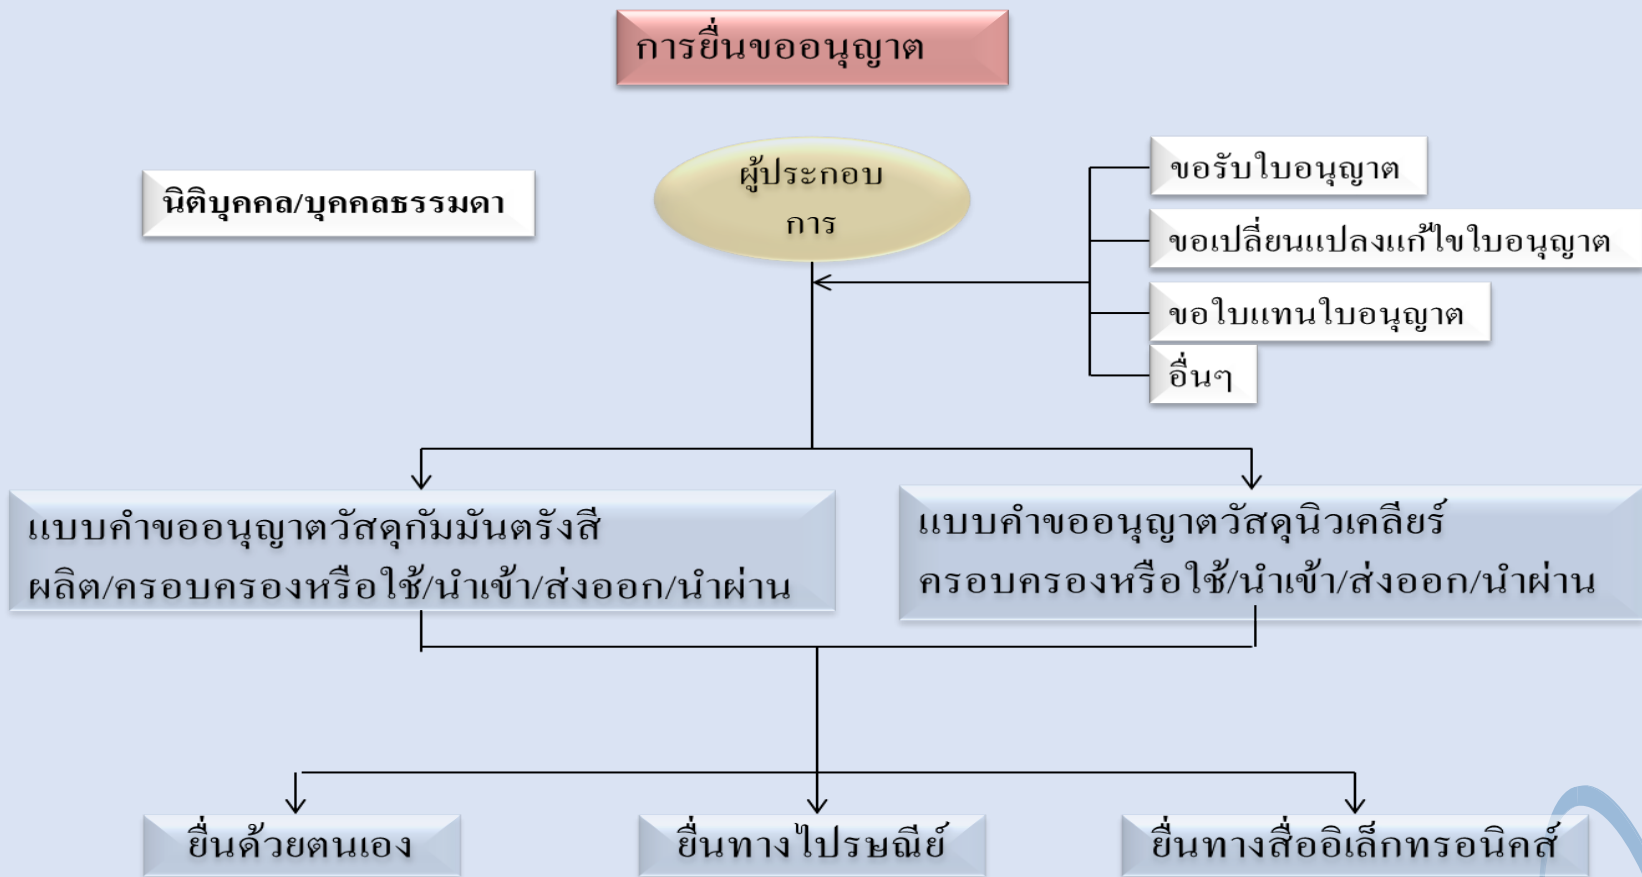 การยื่นขออนุญาต
นิติบุคคล/บุคคลธรรมดา
ผู้ประกอบ
การ
ขอรับใบอนุญาต
ขอเปลี่ยนแปลงแก้ไขใบอนุญาต
ขอใบแทนใบอนุญาต
อื่นๆ
แบบคำขออนุญาตวัสดุกัมมันตรังสี
ผลิต/ครอบครองหรือใช้/นำเข้า/ส่งออก/นำผ่าน
แบบคำขออนุญาตวัสดุนิวเคลียร์
ครอบครองหรือใช้/นำเข้า/ส่งออก/นำผ่าน
ยื่นด้วยตนเอง
ยื่นทางไปรษณีย์
ยื่นทางสื่ออิเล็กทรอนิคส์